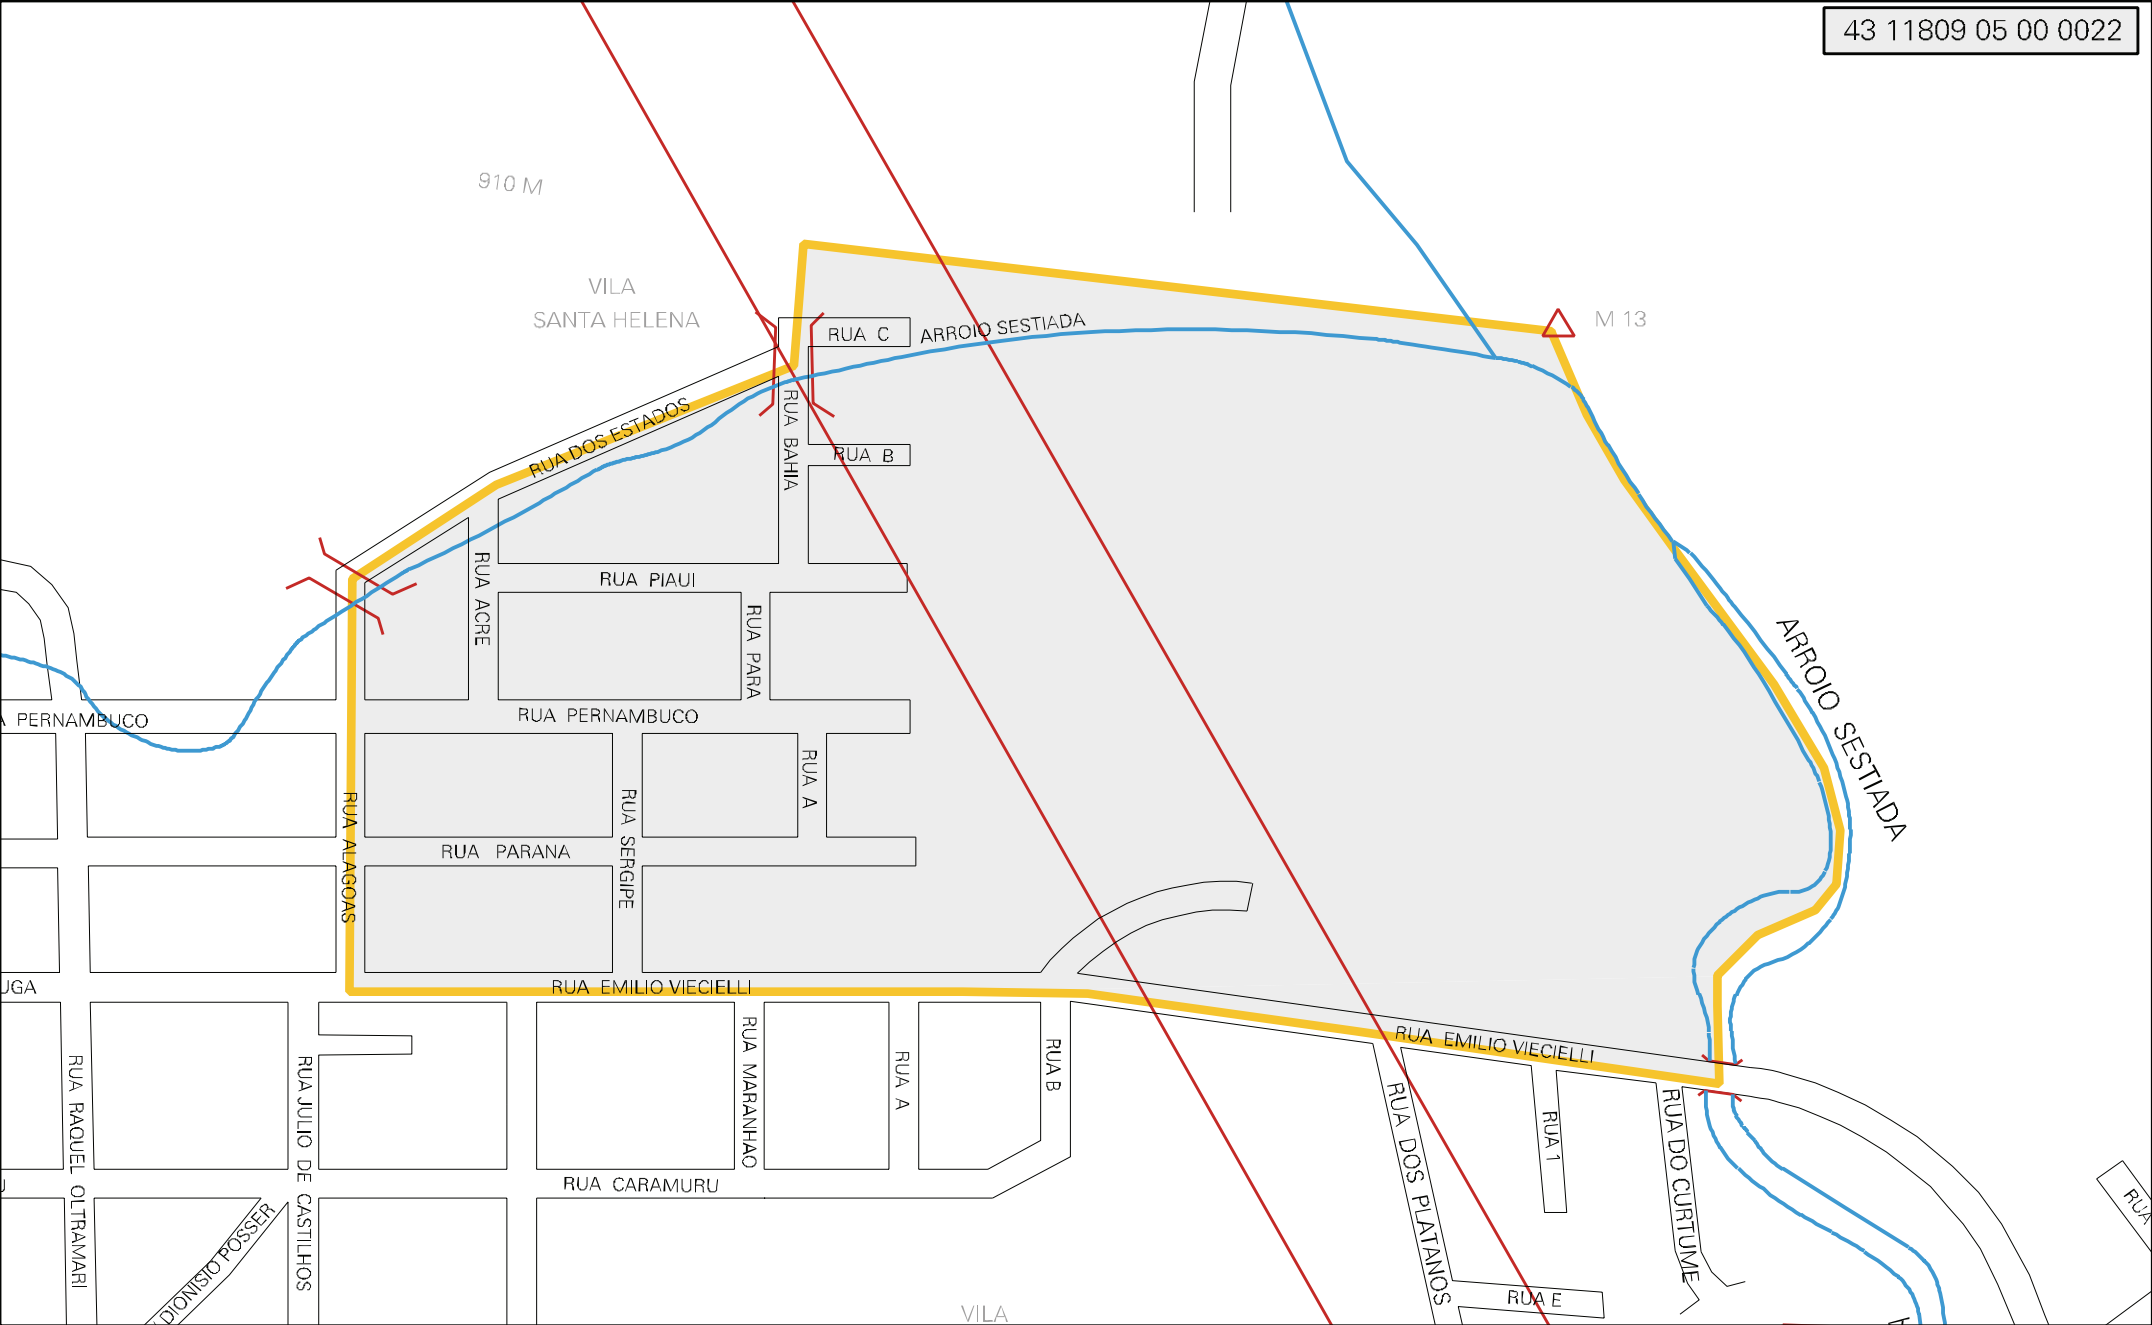 43 11809 05 00 0022
910 M
VILA
SANTA HELENA
M 13
RUA C
ARROIO SESTIADA
RUA DOS ESTADOS
RUA BAHIA
RUA B
RUA ACRE
RUA PIAUI
RUA PARA
ARROIO SESTIADA
PERNAMBUCO
RUA PERNAMBUCO
RUA A
RUA ALAGOAS
RUA SERGIPE
RUA PARANA
UGA
RUA EMILIO VIECIELLI
RUA EMILIO VIECIELLI
RUA RAQUEL OLTRAMARI
RUA JULIO DE CASTILHOS
RUA MARANHAO
RUA A
RUA B
RUA DOS PLATANOS
RUA 1
RUA DO CURTUME
RUA CARAMURU
DIONISIO POSSER
RUA
RUA E
VILA